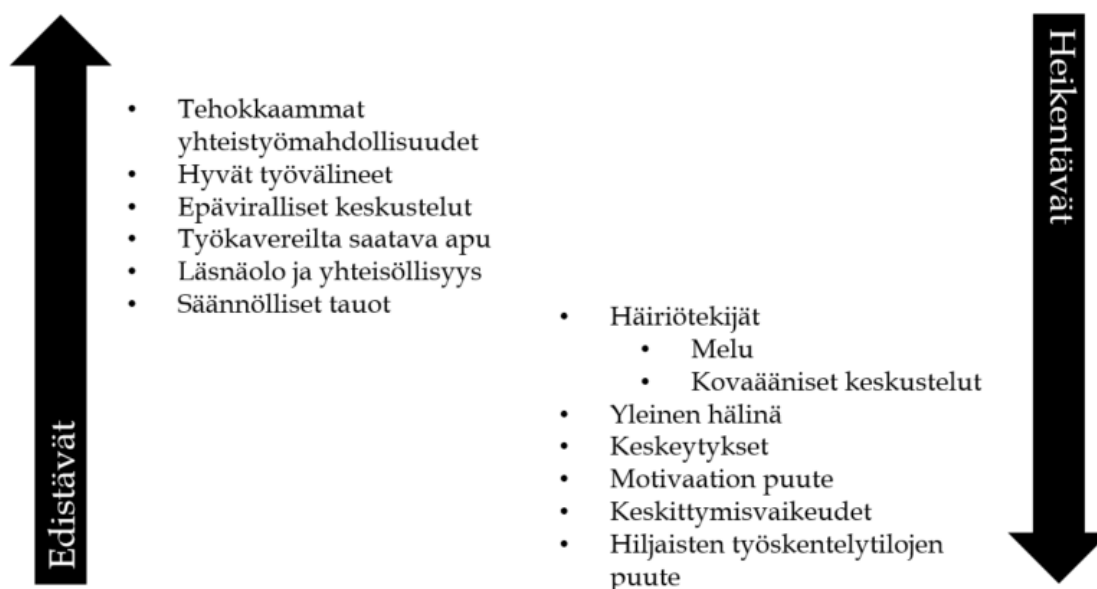 Edistävät
• Tehokkaammat
yhteistyömahdollisuudet
• Hyvät työvälineet
• Epäviralliset keskustelut
• Työkavereilta saatava apu
• Läsnäolo ja yhteisöllisyys
• Säännölliset tauot
Heikentävät
• Häiriötekijät
• Melu
• Kovaääniset keskustelut
• Yleinen hälinä
• Keskeytykset
• Motivaation puute
• Keskittymisvaikeudet
• Hiljaisten työskentelytilojen
puute